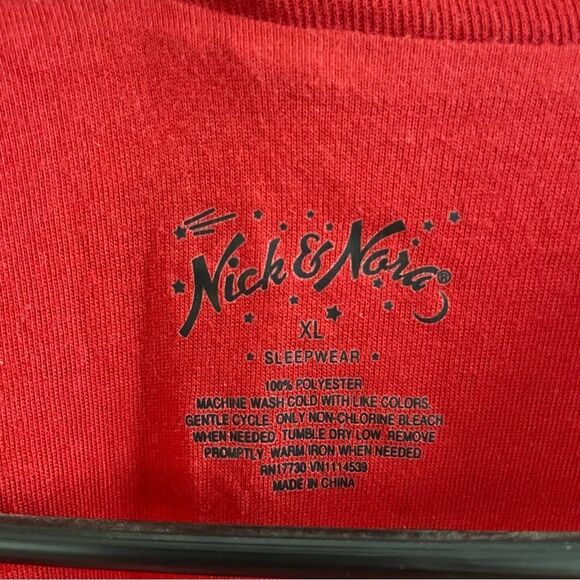 Nick & Nora®
XL
SLEEPWEAR
100% POLYESTER
MACHINE WASH COLD WITH LIKE COLORS.
GENTLE CYCLE. ONLY NON-CHLORINE BLEACH
WHEN NEEDED. TUMBLE DRY LOW. REMOVE
PROMPTLY. WARM IRON WHEN NEEDED.
RN17730 VN1114539
MADE IN CHINA